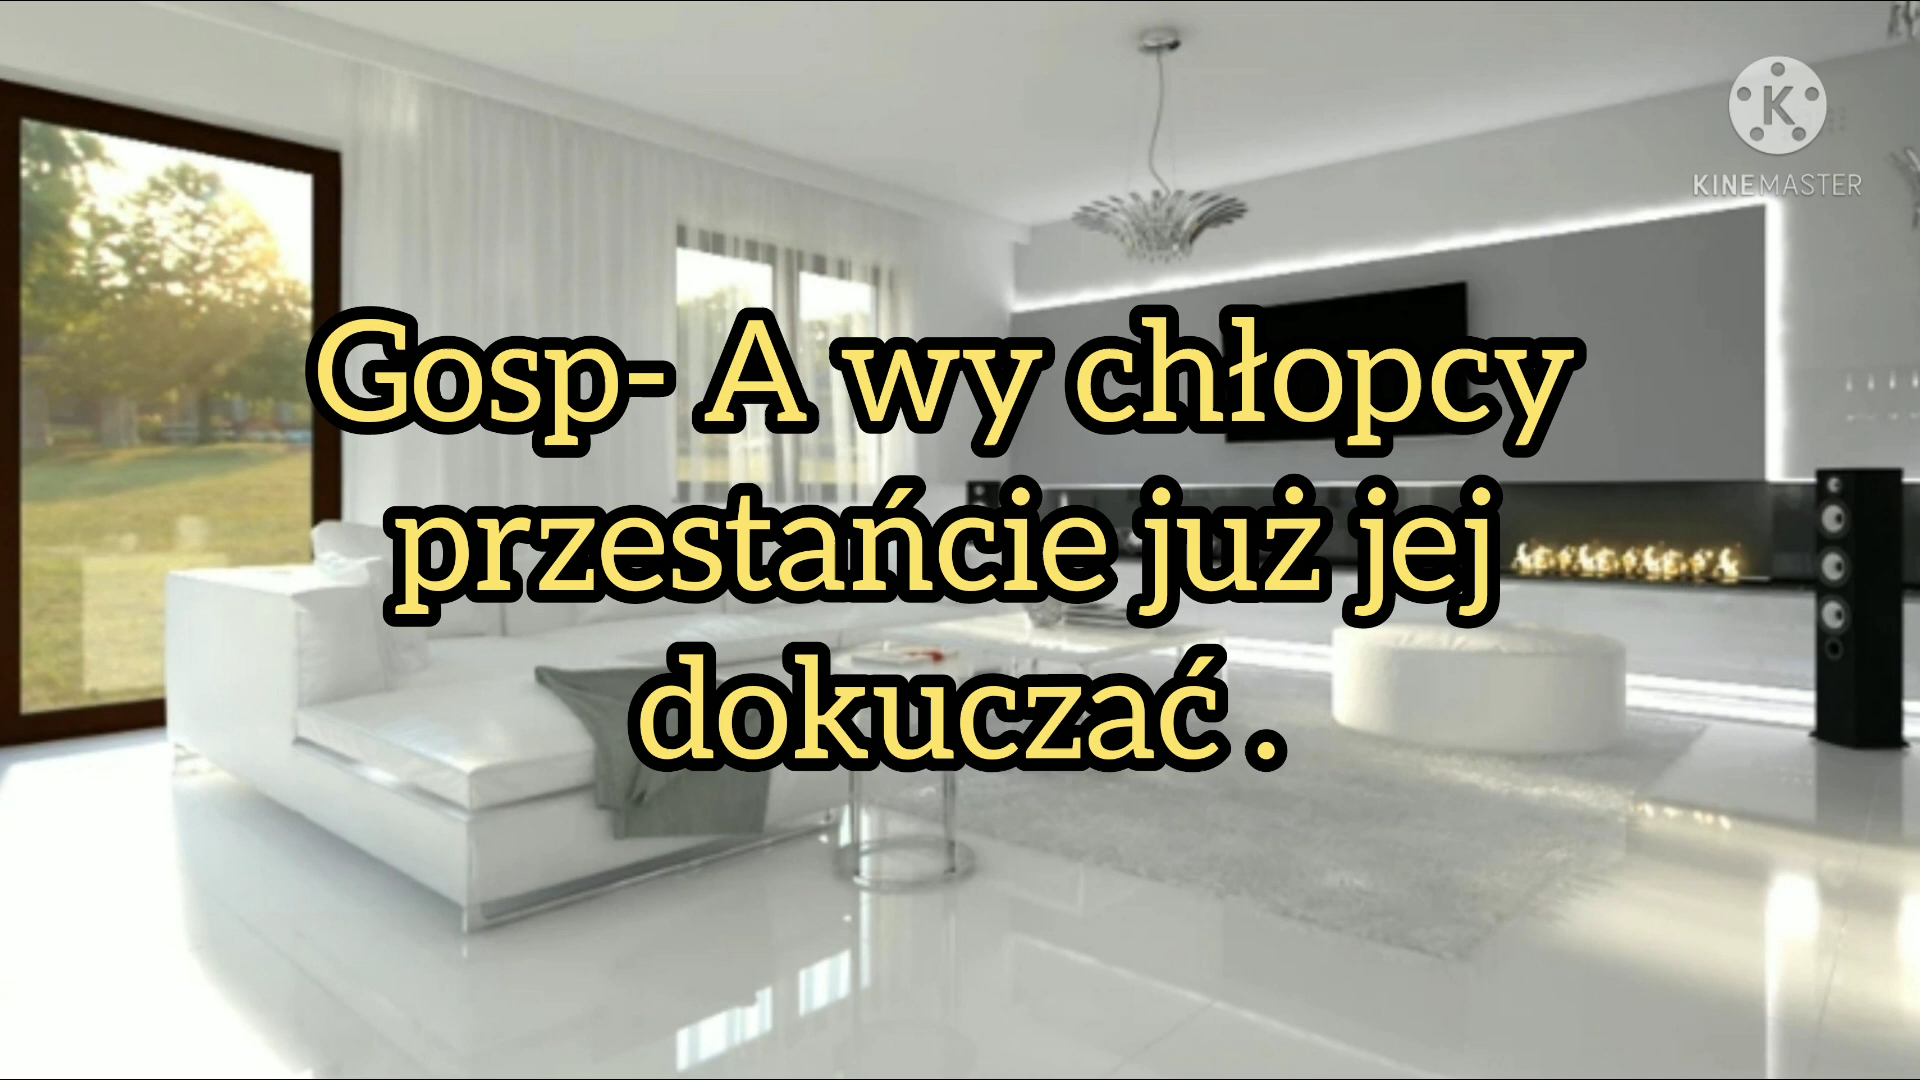 K
KINEMASTER
Gosp- A wy chłopcy
przestańcie już jej
dokuczać .